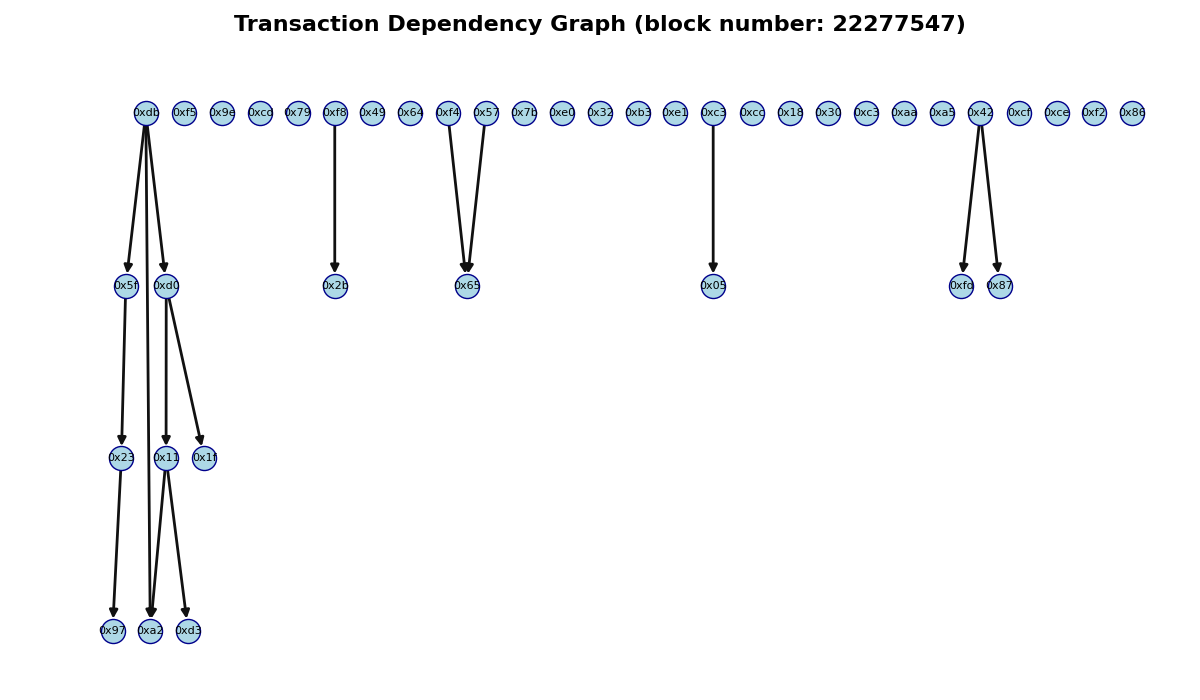 Transaction Dependency Graph (block number: 22277547)
0xdb 0xf5 0x9e 0xcd 0x79 0xf8 0x49 0x64 0xf4 0x57 0x7b 0xe0 0x32 0xb3 0xe1 0xc3 0xcc 0x18 0x30 0xc3 0xaa 0xa5 0x42 0xcf 0xce 0xf2 0x86
0x5f 0xd0 0x2b 0x65 0x05 0xfd 0x87
0x23 0x11 0x1f
0x97 0xa2 0xd3